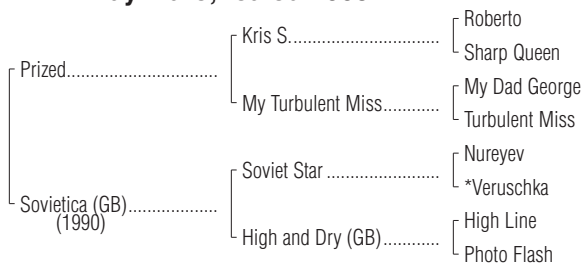 Roberto
Kris S.
Sharp Queen
Prized
My Dad George
My Turbulent Miss
Turbulent Miss
Nureyev
Soviet Star
*Veruschka
Sovietica (GB)
(1990)
High Line
High and Dry (GB)
Photo Flash